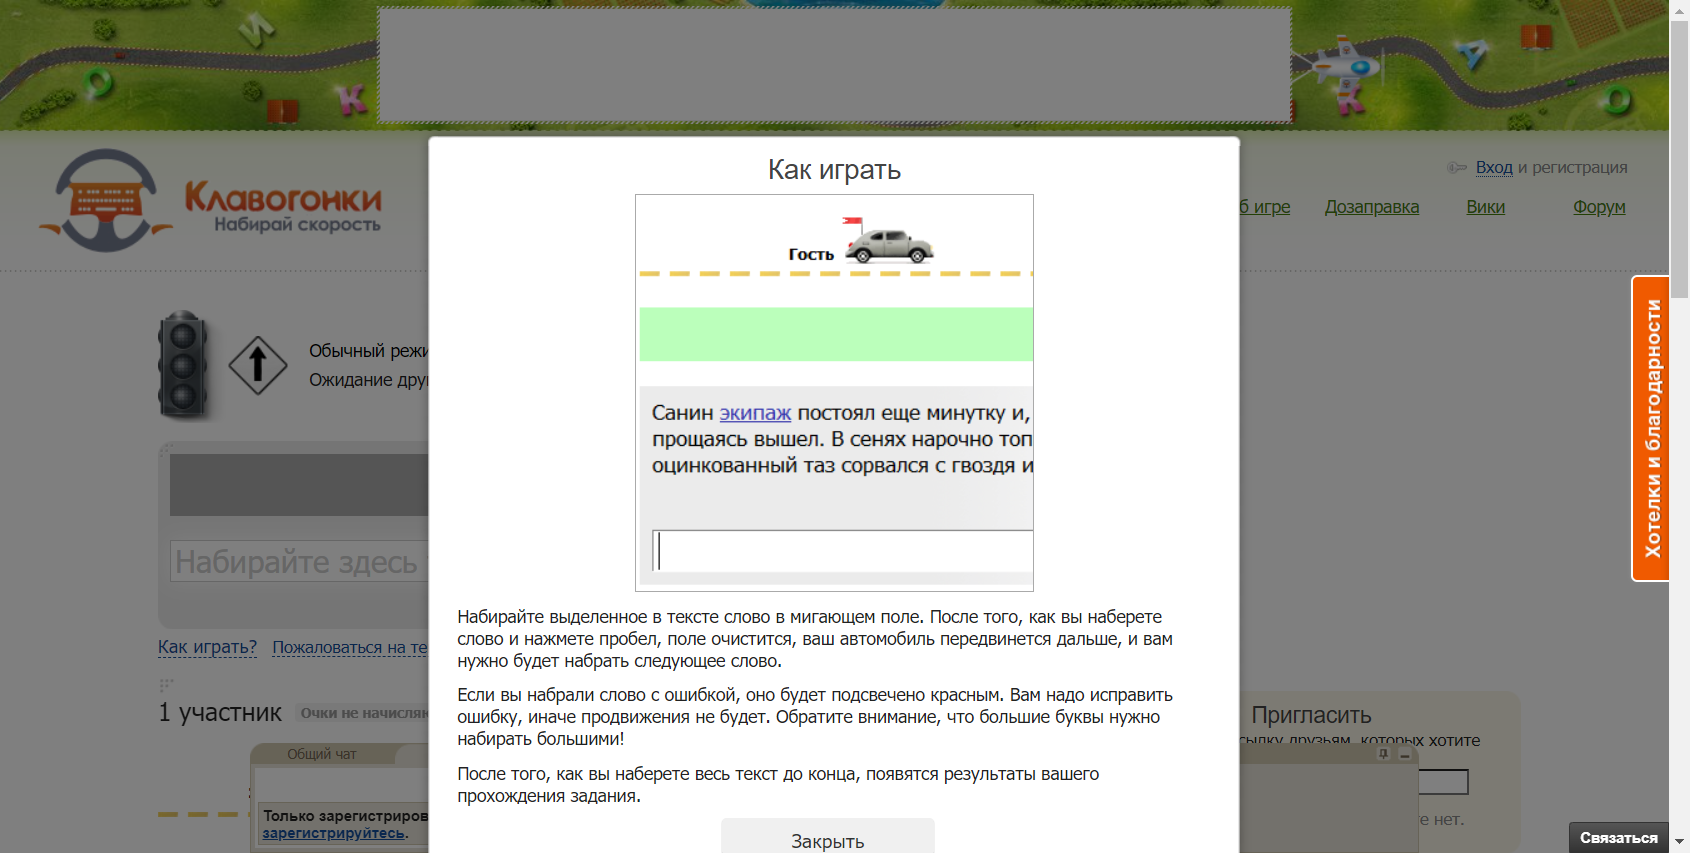 Как играть
Клавогонки
Набирай скорость
Вход и регистрация
б игре
Дозаправка
Вики
Форум
Гость
Хотелки и благодарности
Обычный режи
Ожидание дру
Санин экипаж постоял еще минутку и,
прощаясь вышел. В сенях нарочно топ
оцинкованный таз сорвался с гвоздя и
Набирайте здесь
Набирайте выделенное в тексте слово в мигающем поле. После того, как вы наберете
слово и нажмете пробел, поле очистится, ваш автомобиль передвинется дальше, и вам
нужно будет набрать следующее слово.
Как играть?
Пожаловаться на те
Если вы набрали слово с ошибкой, оно будет подсвечено красным. Вам надо исправить
ошибку, иначе продвижения не будет. Обратите внимание, что большие буквы нужно
набирать большими!
1 участник
Очки не начисляю
Пригласить
сылку друзьям, которых хотите
Общий чат
После того, как вы наберете весь текст до конца, появятся результаты вашего
прохождения задания.
Только зарегистриров
зарегистрируйтесь.
те нет.
Закрыть
Связаться